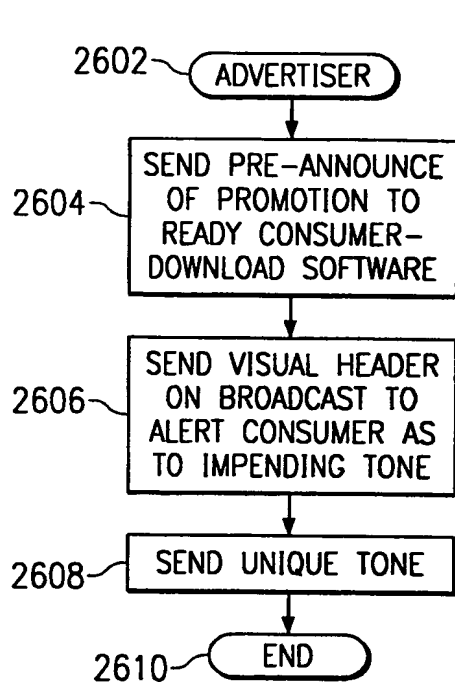 2602
ADVERTISER
2604
SEND PRE-ANNOUNCE
OF PROMOTION TO
READY CONSUMER-
DOWNLOAD SOFTWARE
2606
SEND VISUAL HEADER
ON BROADCAST TO
ALERT CONSUMER AS
TO IMPENDING TONE
2608
SEND UNIQUE TONE
2610
END